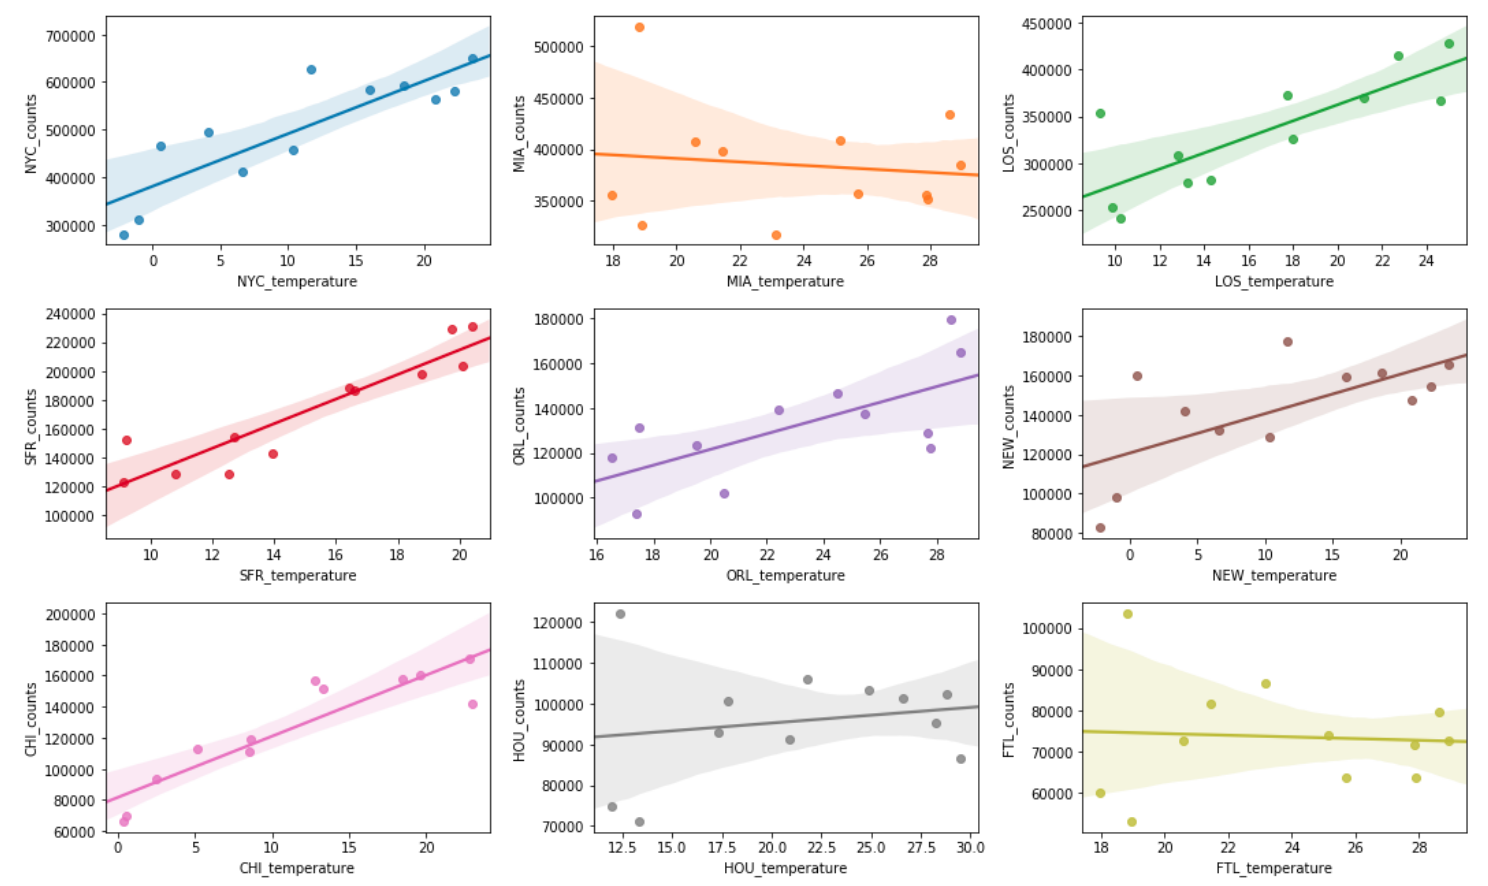 700000
600000
500000
400000
300000
NYC_counts
0 5 10 15 20
NYC_temperature
500000
450000
400000
350000
MIA_counts
18 20 22 24 26 28
MIA_temperature
450000
400000
350000
300000
250000
LOS_counts
10 12 14 16 18 20 22 24
LOS_temperature
240000
220000
200000
180000
160000
140000
120000
100000
SFR_counts
10 12 14 16 18 20
SFR_temperature
180000
160000
140000
120000
100000
ORL_counts
16 18 20 22 24 26 28
ORL_temperature
180000
160000
140000
120000
100000
80000
NEW_counts
0 5 10 15 20
NEW_temperature
200000
180000
160000
140000
120000
100000
80000
60000
CHI_counts
0 5 10 15 20
CHI_temperature
120000
110000
100000
90000
80000
70000
HOU_counts
12.5 15.0 17.5 20.0 22.5 25.0 27.5 30.0
HOU_temperature
100000
90000
80000
70000
60000
FTL_counts
18 20 22 24 26 28
FTL_temperature